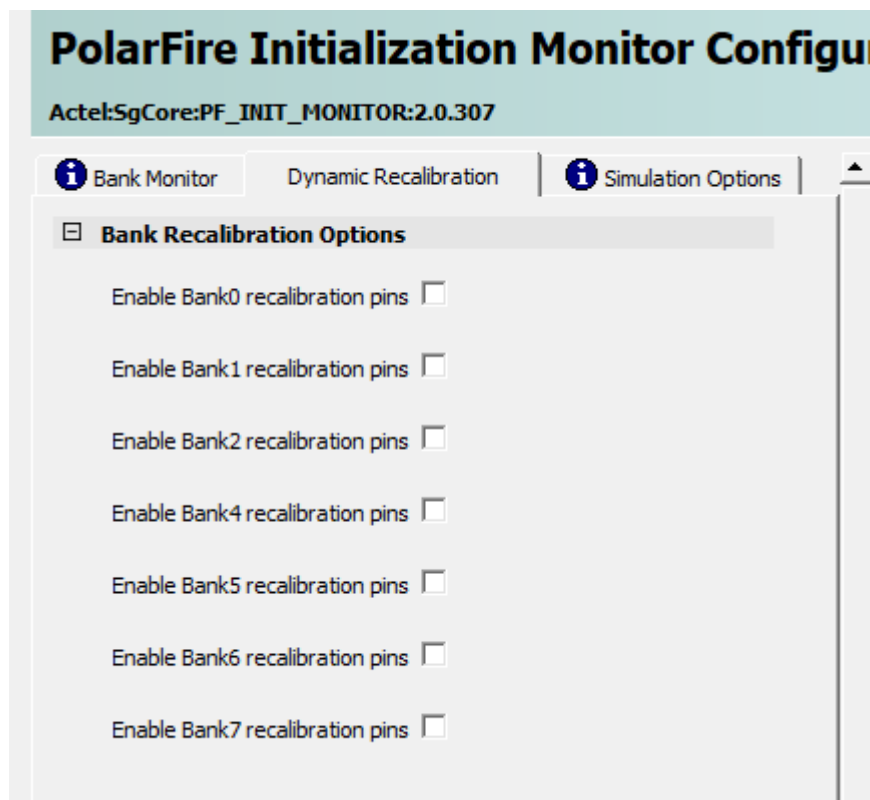 PolarFire Initialization Monitor Configu
Actel:SgCore:PF_INIT_MONITOR:2.0.307
Bank Monitor Dynamic Recalibration Simulation Options
Bank Recalibration Options
Enable Bank0 recalibration pins
Enable Bank1 recalibration pins
Enable Bank2 recalibration pins
Enable Bank4 recalibration pins
Enable Bank5 recalibration pins
Enable Bank6 recalibration pins
Enable Bank7 recalibration pins